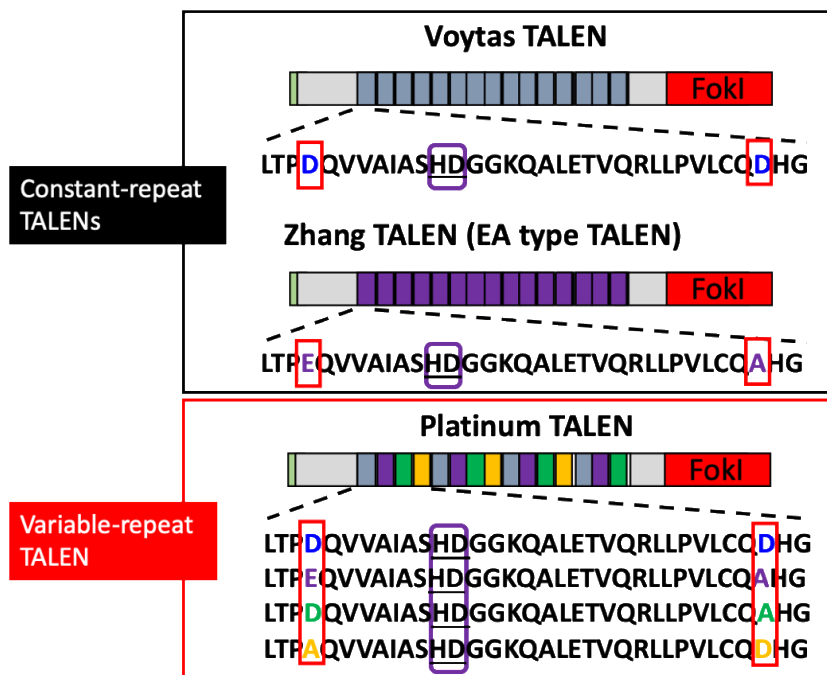 Voytas TALEN
FokI
LTPDQVVAIASHDGGKQALETVQRLLPVLCQDHG
Constant-repeat
TALENs
Zhang TALEN (EA type TALEN)
FokI
LTPEQVVAIASHDGGKQALETVQRLLPVLCQAHG
Platinum TALEN
FokI
Variable-repeat
TALEN
LTPDQVVAIASHDGGKQALETVQRLLPVLCQDHG
LTPEQVVAIASHDGGKQALETVQRLLPVLCQAHG
LTPDQVVAIASHDGGKQALETVQRLLPVLCQAHG
LTPAQVVAIASHDGGKQALETVQRLLPVLCQDHG